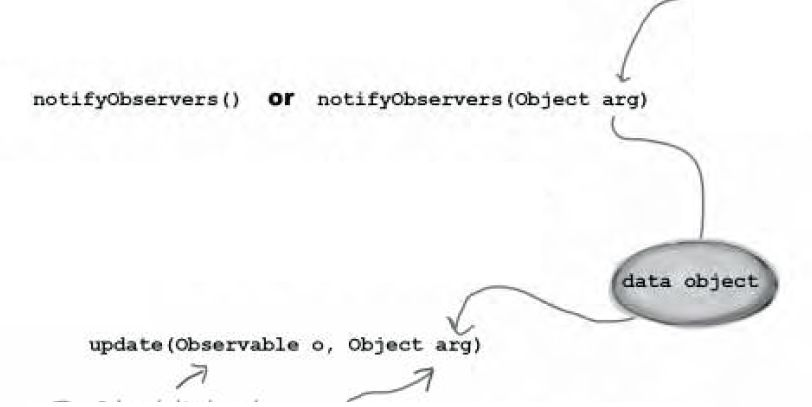 notifyObservers() or notifyObservers(Object arg)
data object
update(Observable o, Object arg)